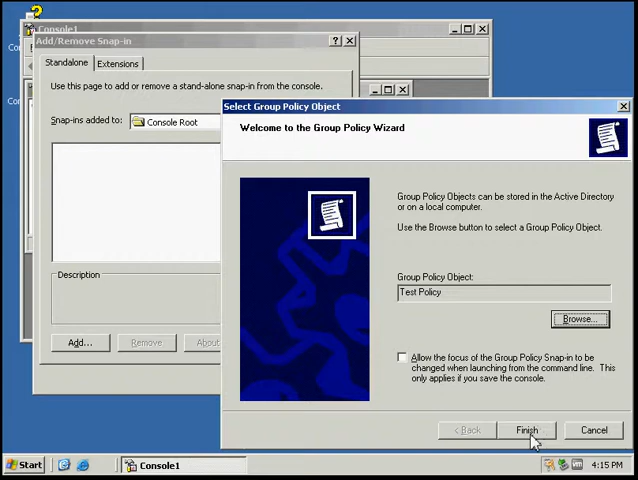 Console1
Add/Remove Snap-in
Standalone
Extensions
Use this page to add or remove a stand-alone snap-in from the console.
Snap-ins added to:
Console Root
Description
Add...
Remove
About
Select Group Policy Object
Welcome to the Group Policy Wizard
Group Policy Objects can be stored in the Active Directory
or on a local computer.
Use the Browse button to select a Group Policy Object.
Group Policy Object:
Test Policy
Browse...
Allow the focus of the Group Policy Snap-in to be
changed when launching from the command line. This
only applies if you save the console.
< Back
Finish
Cancel
Start
Console1
4:15 PM